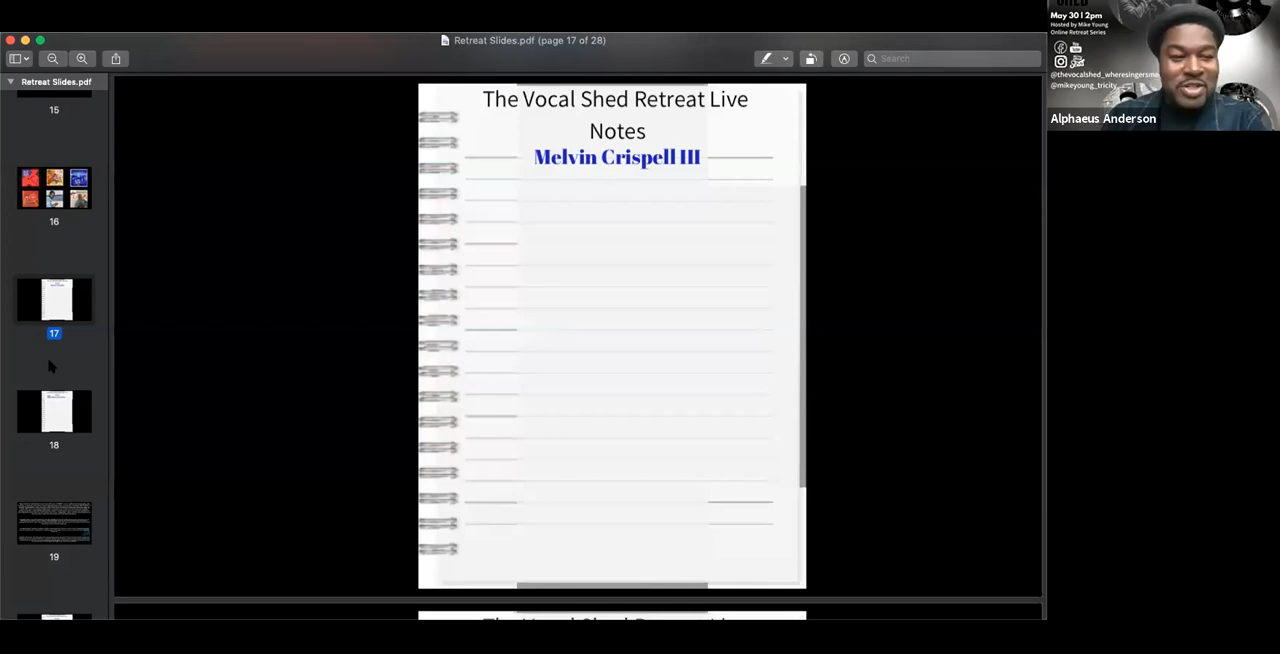 Retreat Slides.pdf (page 17 of 28)
Search
Retreat Slides.pdf
15
16
17
18
19
The Vocal Shed Retreat Live
Notes
Melvin Crispell III
May 30 | 2pm
Hosted by Mike Young
Online Retreat Series
@thevocalshed_wheresingersme
@mikeyoung_tricity
Alphaeus Anderson